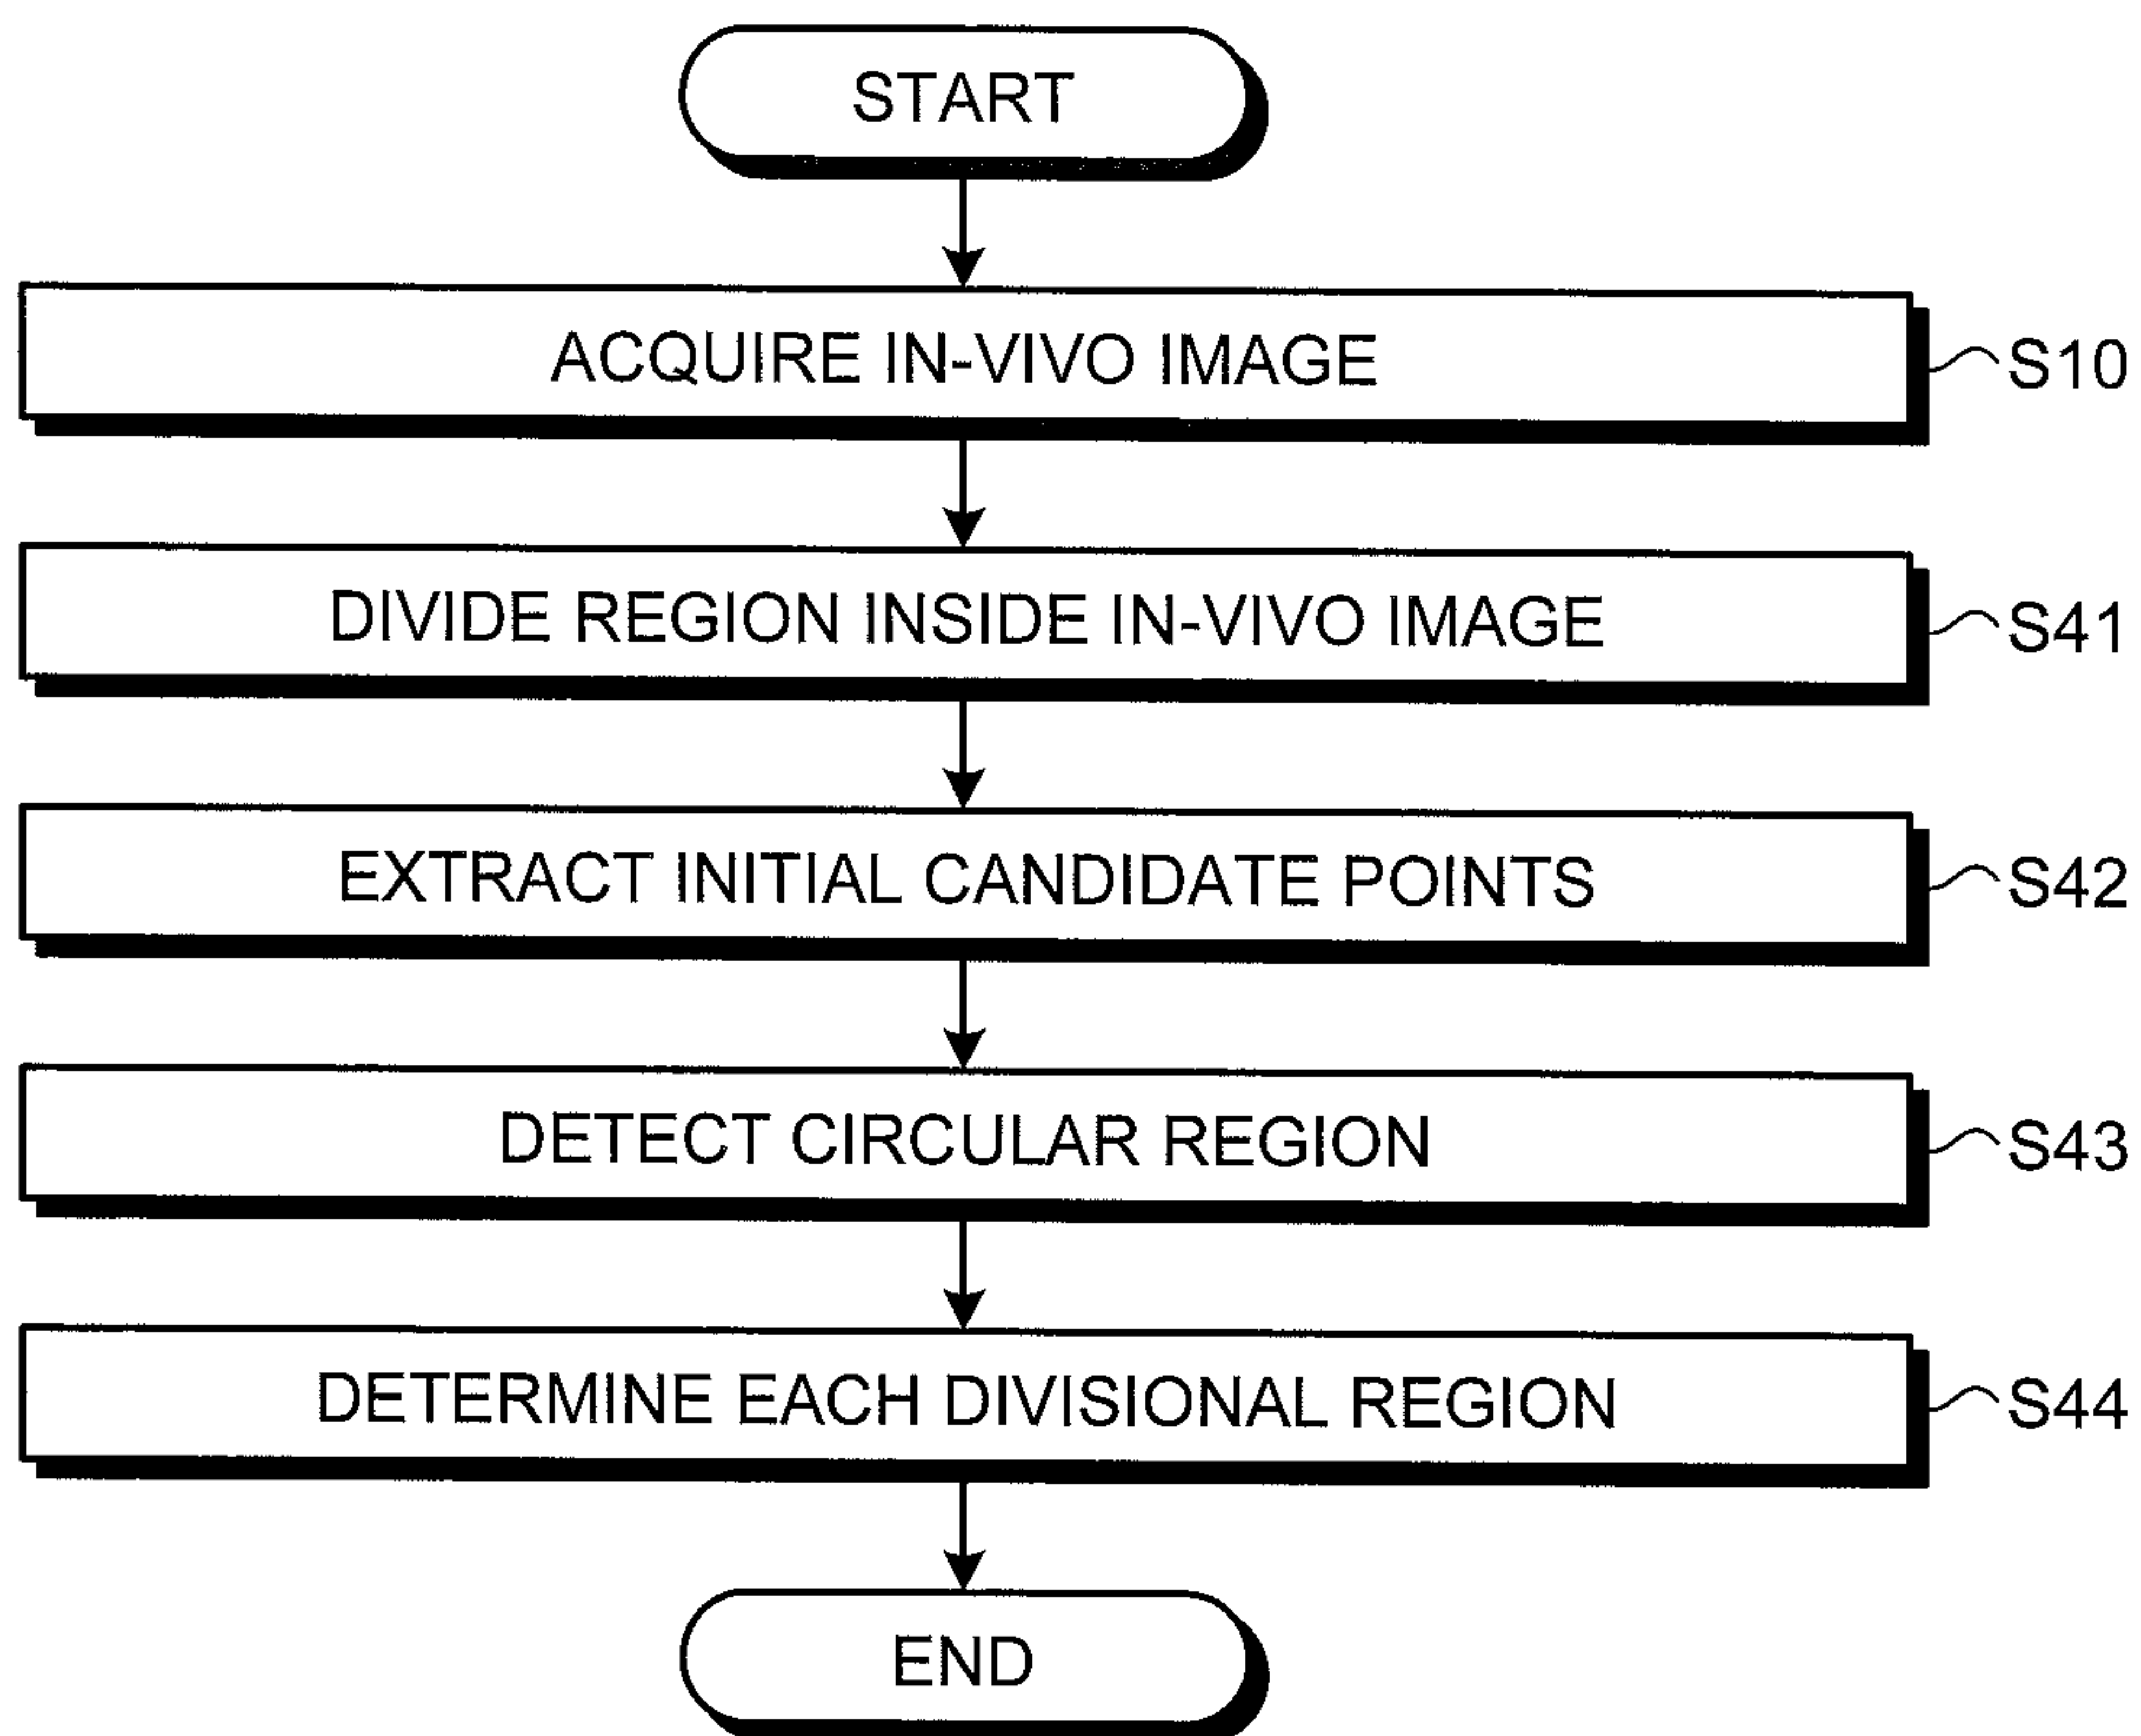 START
ACQUIRE IN-VIVO IMAGE
S10
DIVIDE REGION INSIDE IN-VIVO IMAGE
S41
EXTRACT INITIAL CANDIDATE POINTS
S42
DETECT CIRCULAR REGION
S43
DETERMINE EACH DIVISIONAL REGION
S44
END